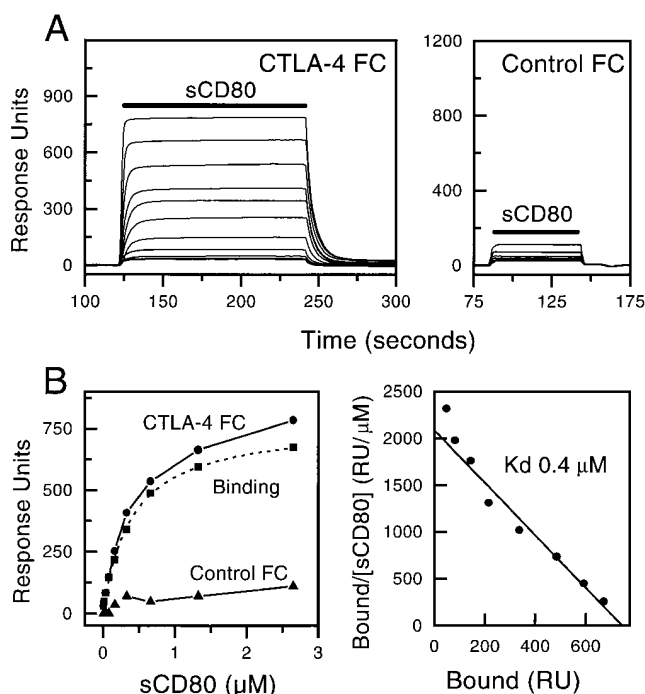 A
CTLA-4 FC
Control FC
sCD80
sCD80
Response Units
900
600
300
0
100
150
200
250
300
1200
800
400
0
75
125
175
Time (seconds)
B
CTLA-4 FC
Binding
Control FC
Response Units
750
500
250
0
0
1
2
3
sCD80 (μM)
Bound/[sCD80] (RU/μM)
2500
2000
1500
1000
500
0
Kd 0.4 μM
0
200
400
600
Bound (RU)